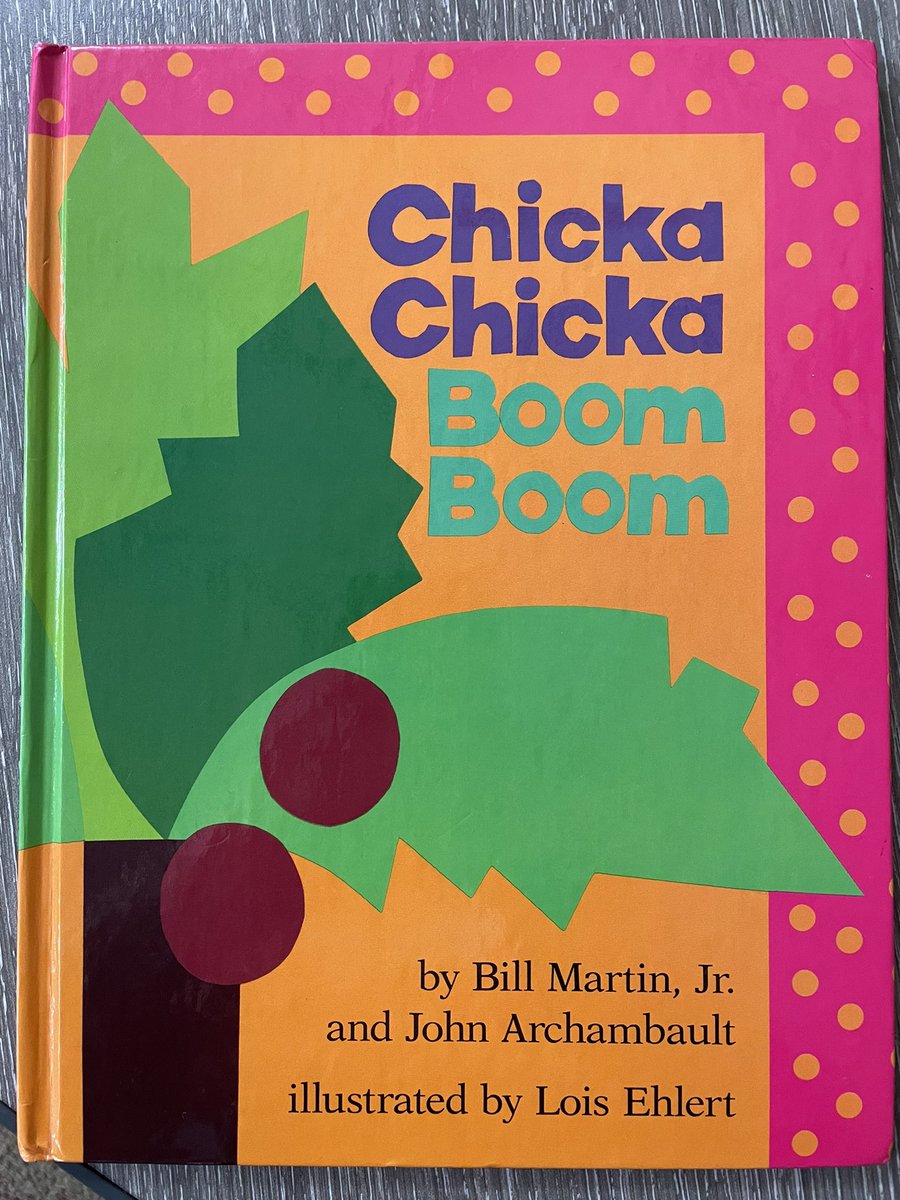 Chicka
Chicka
Boom
Boom
by Bill Martin, Jr.
and John Archambault
illustrated by Lois Ehlert